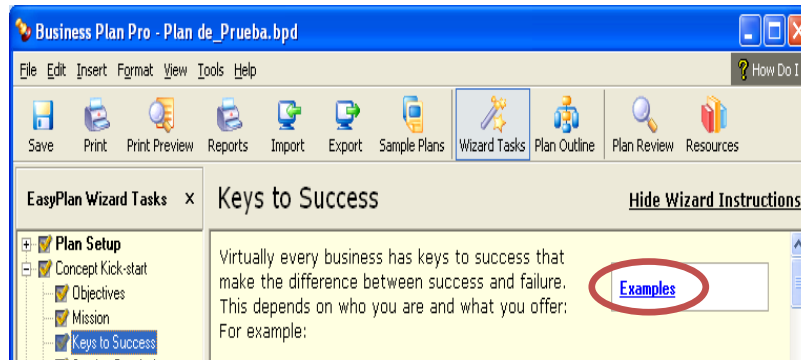 Business Plan Pro - Plan de_Prueba.bpd
File Edit Insert Format View Tools Help
How Do I
Save Print Print Preview Reports Import Export Sample Plans Wizard Tasks Plan Outline Plan Review Resources
EasyPlan Wizard Tasks x
Keys to Success
Hide Wizard Instructions
Plan Setup
Concept Kick-start
Objectives
Mission
Keys to Success
Virtually every business has keys to success that
make the difference between success and failure.
This depends on who you are and what you offer:
For example:
Examples